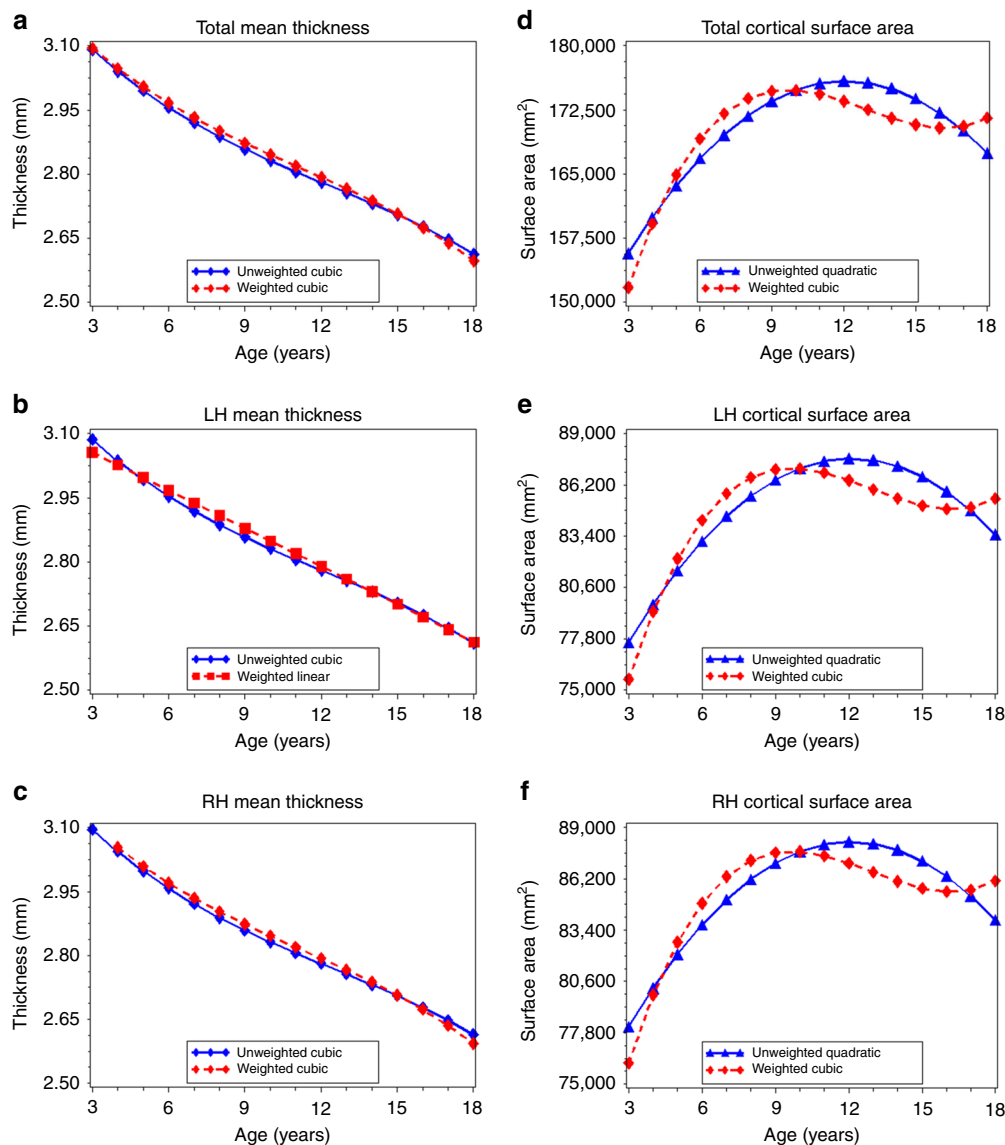 a
Total mean thickness
3.10
2.95
2.80
2.65
2.50
Thickness (mm)
Unweighted cubic
Weighted cubic
3 6 9 12 15 18
Age (years)
d
Total cortical surface area
180,000
172,500
165,000
157,500
150,000
Surface area (mm²)
Unweighted quadratic
Weighted cubic
3 6 9 12 15 18
Age (years)
b
LH mean thickness
3.10
2.95
2.80
2.65
2.50
Thickness (mm)
Unweighted cubic
Weighted linear
3 6 9 12 15 18
Age (years)
e
LH cortical surface area
89,000
86,200
83,400
80,600
77,800
75,000
Surface area (mm²)
Unweighted quadratic
Weighted cubic
3 6 9 12 15 18
Age (years)
c
RH mean thickness
3.10
2.95
2.80
2.65
2.50
Thickness (mm)
Unweighted cubic
Weighted cubic
3 6 9 12 15 18
Age (years)
f
RH cortical surface area
89,000
86,200
83,400
80,600
77,800
75,000
Surface area (mm²)
Unweighted quadratic
Weighted cubic
3 6 9 12 15 18
Age (years)